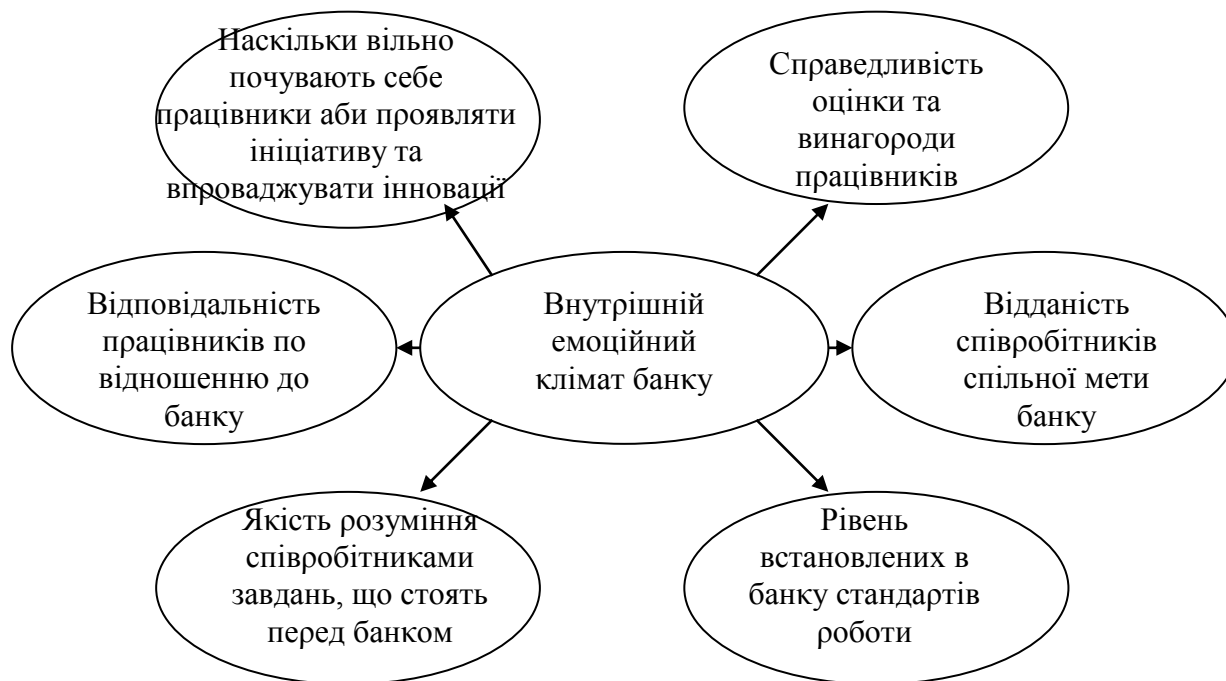 Наскільки вільно
почувають себе
працівники аби проявляти
ініціативу та
впроваджувати інновації
Справедливість
оцінки та
винагороди
працівників
Відповідальність
працівників по
відношенню до
банку
Внутрішній
емоційний
клімат банку
Відданість
співробітників
спільної мети
банку
Якість розуміння
співробітниками
завдань, що стоять
перед банком
Рівень
встановлених в
банку стандартів
роботи